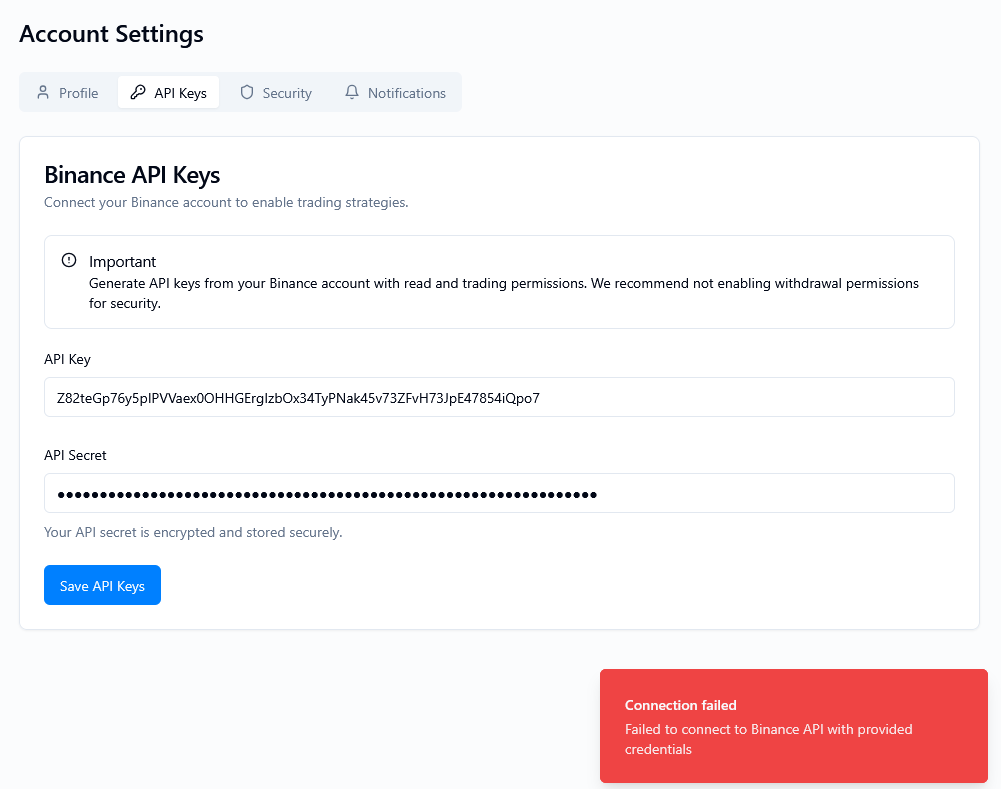 Account Settings
Profile
API Keys
Security
Notifications
Binance API Keys
Connect your Binance account to enable trading strategies.
Important
Generate API keys from your Binance account with read and trading permissions. We recommend not enabling withdrawal permissions
for security.
API Key
Z82teGp76y5plPVVaex0OHHGErgIzbOx34TyPNak45v73ZFvH73JpE47854iQpo7
API Secret
••••••••••••••••••••••••••••••••••••••••••••••••••••••••••••••••
Your API secret is encrypted and stored securely.
Save API Keys
Connection failed
Failed to connect to Binance API with provided
credentials